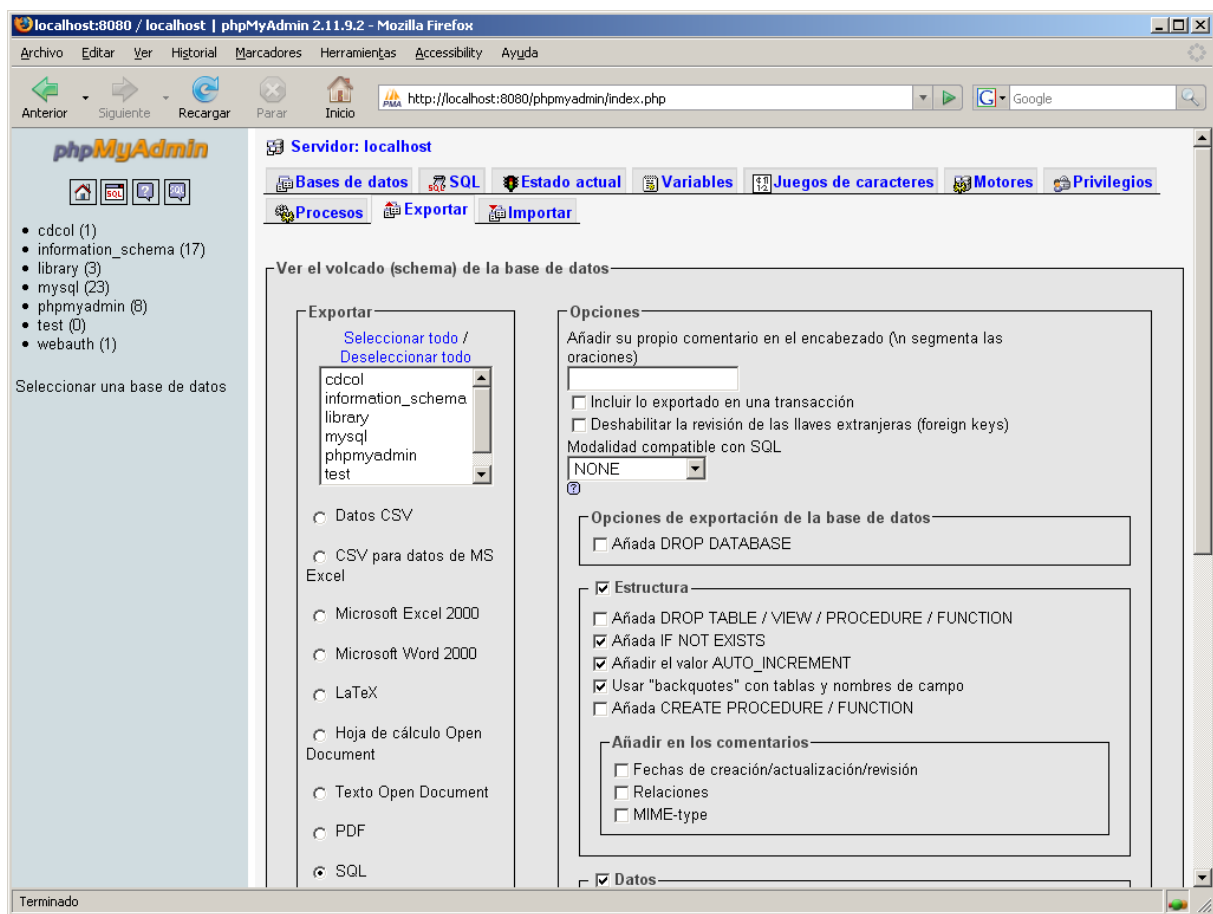 localhost:8080 / localhost | phpMyAdmin 2.11.9.2 - Mozilla Firefox
Archivo Editar Ver Historial Marcadores Herramientas Accessibility Ayuda
Anterior Siguiente Recargar Parar Inicio
PMA http://localhost:8080/phpmyadmin/index.php
G Google
phpMyAdmin
SQL
SQL
cdcol (1)
information_schema (17)
library (3)
mysql (23)
phpmyadmin (8)
test (0)
webauth (1)
Seleccionar una base de datos
Servidor: localhost
Bases de datos SQL Estado actual Variables Juegos de caracteres Motores Privilegios
Procesos Exportar Importar
Ver el volcado (schema) de la base de datos
Exportar
Seleccionar todo /
Deseleccionar todo
cdcol
information_schema
library
mysql
phpmyadmin
test
Datos CSV
CSV para datos de MS
Excel
Microsoft Excel 2000
Microsoft Word 2000
LaTeX
Hoja de cálculo Open
Document
Texto Open Document
PDF
SQL
Opciones
Añadir su propio comentario en el encabezado (\n segmenta las
oraciones)
Incluir lo exportado en una transacción
Deshabilitar la revisión de las llaves extranjeras (foreign keys)
Modalidad compatible con SQL
NONE
?
Opciones de exportación de la base de datos
Añada DROP DATABASE
Estructura
Añada DROP TABLE / VIEW / PROCEDURE / FUNCTION
Añada IF NOT EXISTS
Añadir el valor AUTO_INCREMENT
Usar "backquotes" con tablas y nombres de campo
Añada CREATE PROCEDURE / FUNCTION
Añadir en los comentarios
Fechas de creación/actualización/revisión
Relaciones
MIME-type
Datos
Terminado